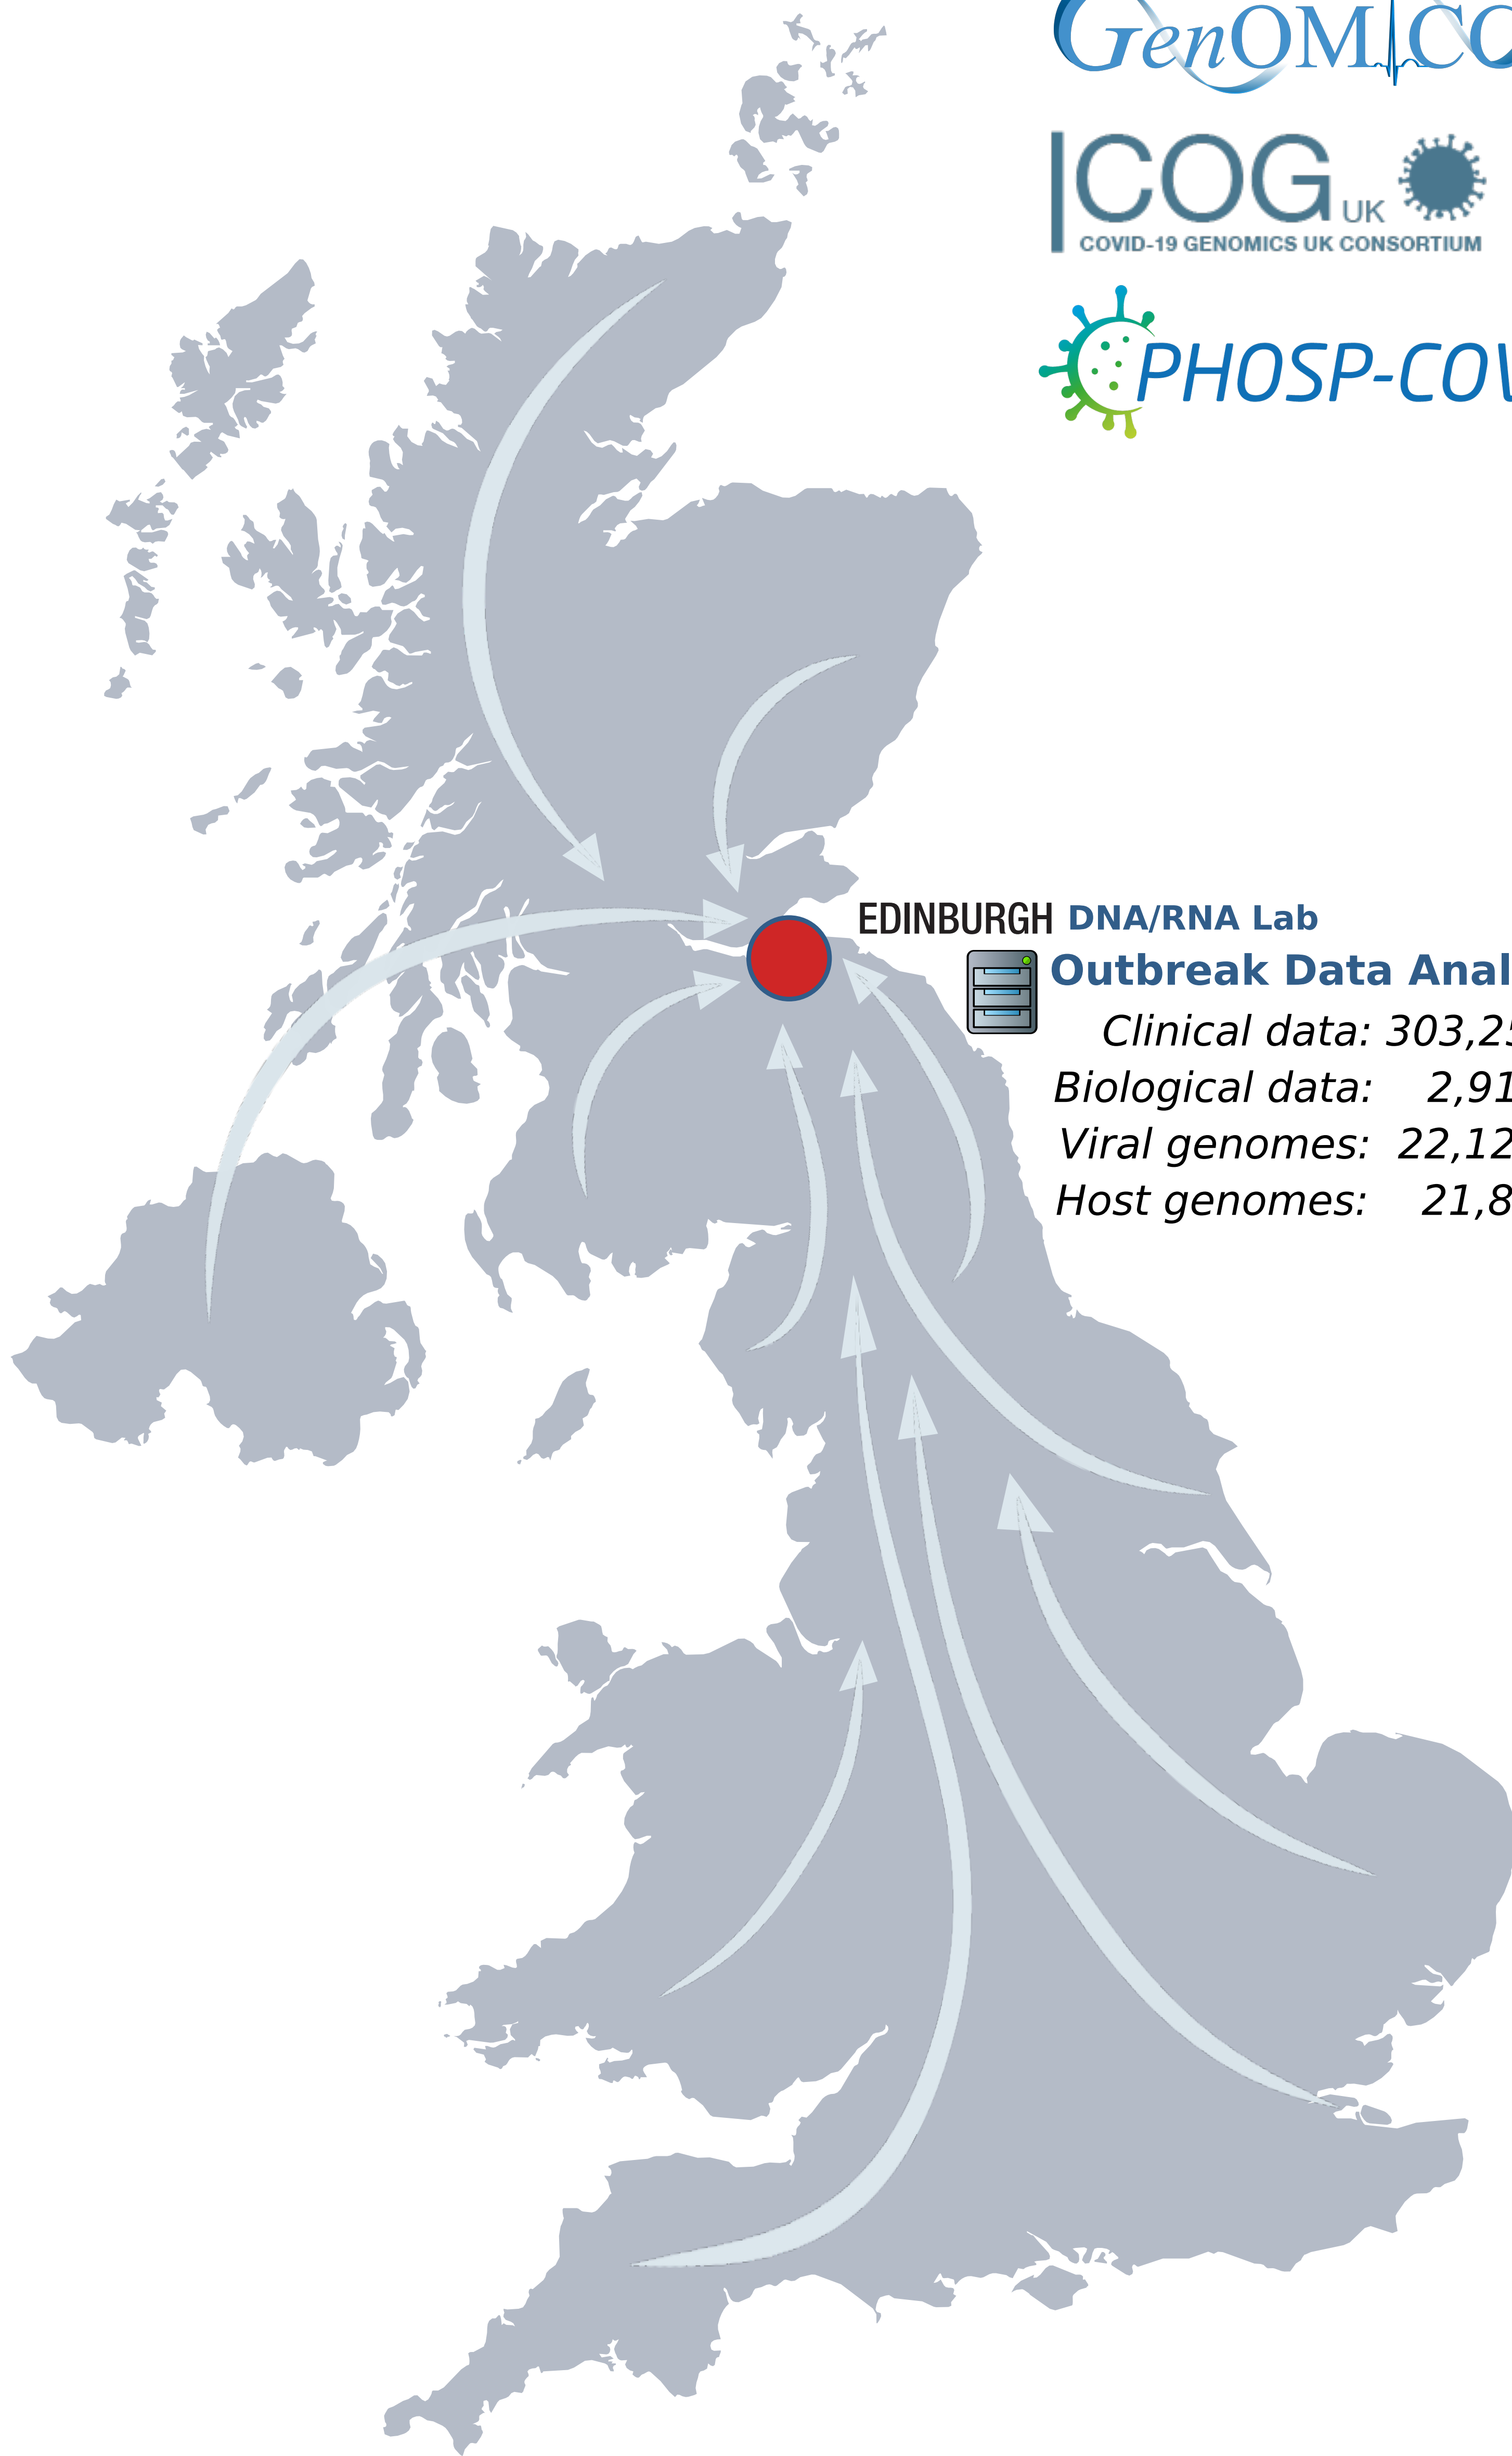 GenOMICC
COG UK
COVID-19 GENOMICS UK CONSORTIUM
PHOSP-COV
EDINBURGH DNA/RNA Lab
Outbreak Data Anal
Clinical data: 303,25
Biological data: 2,91
Viral genomes: 22,12
Host genomes: 21,8